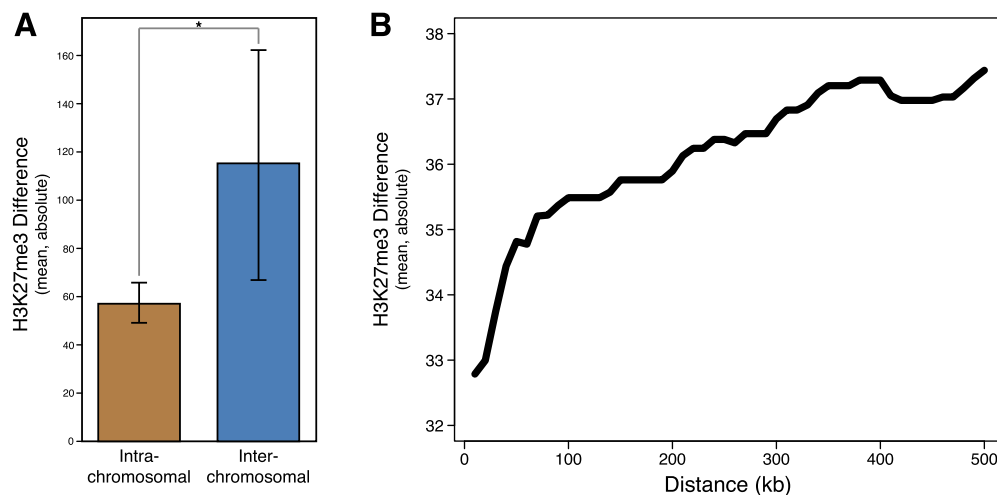 A
H3K27me3 Difference
(mean, absolute)
160
140
120
100
80
60
40
20
0
*
Intra-
chromosomal
Inter-
chromosomal
B
H3K27me3 Difference
(mean, absolute)
38
37
36
35
34
33
32
0 100 200 300 400 500
Distance (kb)